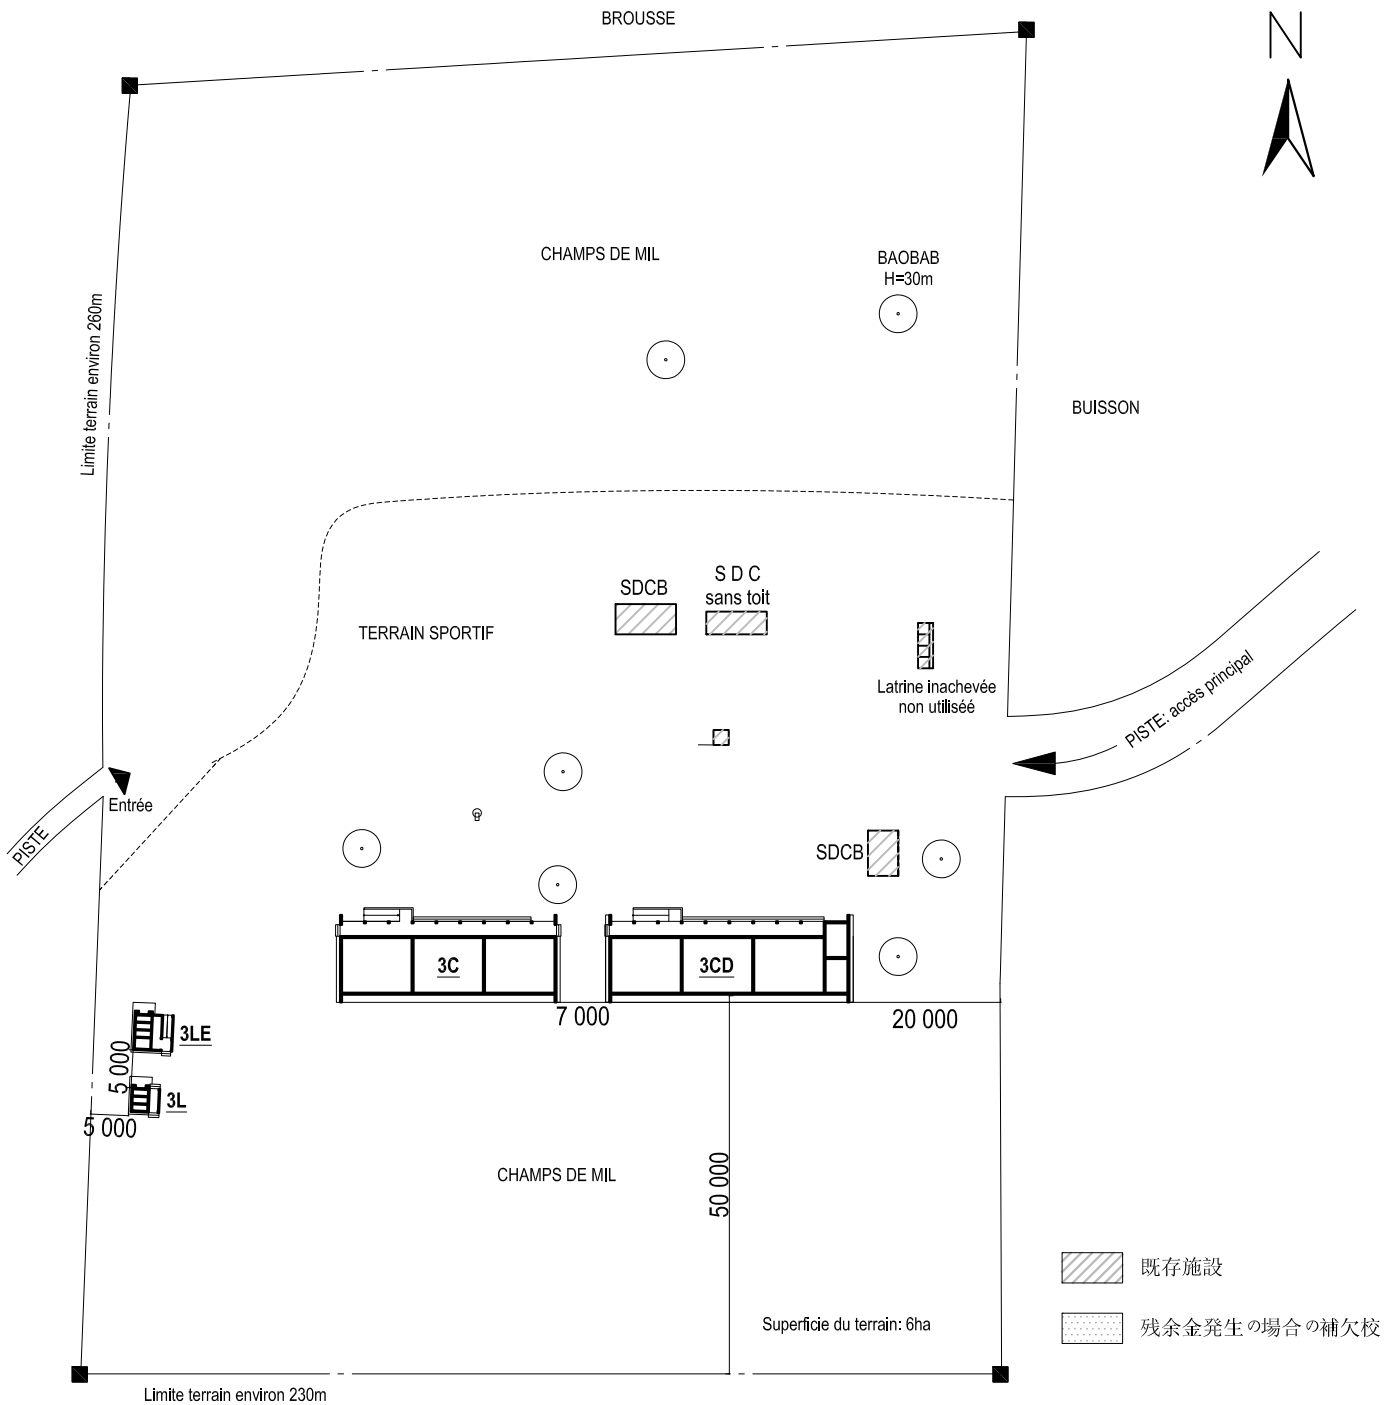 BROUSSE
N
CHAMPS DE MIL
BAOBAB
H=30m
Limite terrain environ 260m
BUISSON
SDCB
S D C
sans toit
TERRAIN SPORTIF
Latrine inachevée
non utiliséé
PISTE: accès principal
Entrée
PISTE
SDCB
3C
3CD
7 000
20 000
3LE
5 000
3L
5 000
CHAMPS DE MIL
50 000
既存施設
Superficie du terrain: 6ha
残余金発生の場合の補欠校
Limite terrain environ 230m